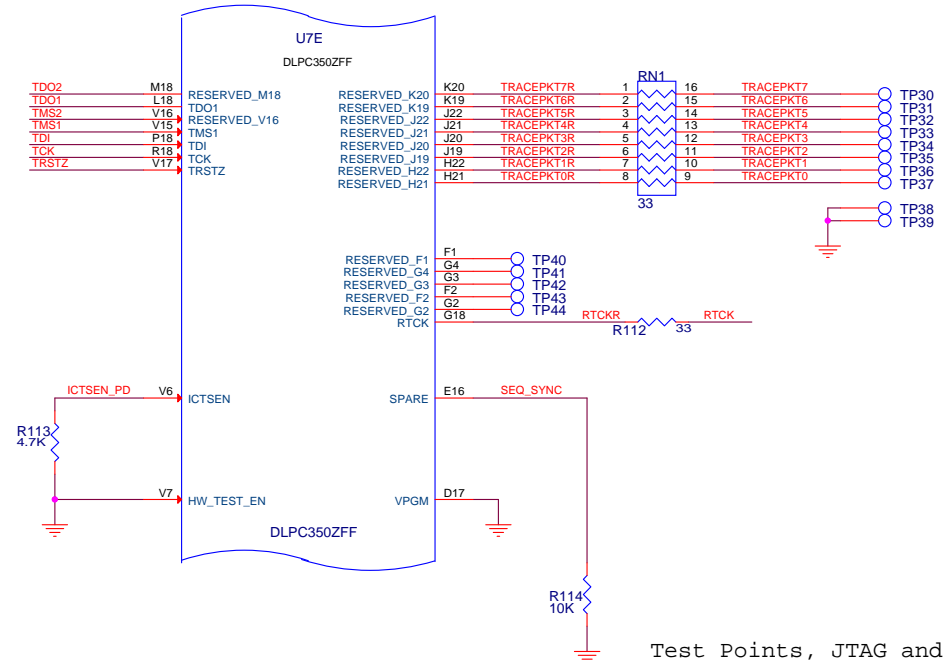 U7E
DLPC350ZFF
RN1
TDO2 M18 RESERVED_M18 RESERVED_K20 K20 TRACEPKT7R 1 16 TRACEPKT7 TP30
TDO1 L18 TDO1 RESERVED_K19 K19 TRACEPKT6R 2 15 TRACEPKT6 TP31
TMS2 V16 RESERVED_V16 RESERVED_J22 J22 TRACEPKT5R 3 14 TRACEPKT5 TP32
TMS1 V15 TMS1 RESERVED_J21 J21 TRACEPKT4R 4 13 TRACEPKT4 TP33
TDI P18 TDI RESERVED_J20 J20 TRACEPKT3R 5 12 TRACEPKT3 TP34
TCK R18 TCK RESERVED_J19 J19 TRACEPKT2R 6 11 TRACEPKT2 TP35
TRSTZ V17 TRSTZ RESERVED_H22 H22 TRACEPKT1R 7 10 TRACEPKT1 TP36
RESERVED_H21 H21 TRACEPKT0R 8 9 TRACEPKT0 TP37
33
TP38
TP39
RESERVED_F1 F1 TP40
RESERVED_G4 G4 TP41
RESERVED_G3 G3 TP42
RESERVED_F2 F2 TP43
RESERVED_G2 G2 TP44
RTCK G18 RTCKR R112 33 RTCK
ICTSEN_PD V6 ICTSEN SPARE E16 SEQ_SYNC
R113
4.7K
V7 HW_TEST_EN VPGM D17
DLPC350ZFF
R114
10K
Test Points, JTAG and